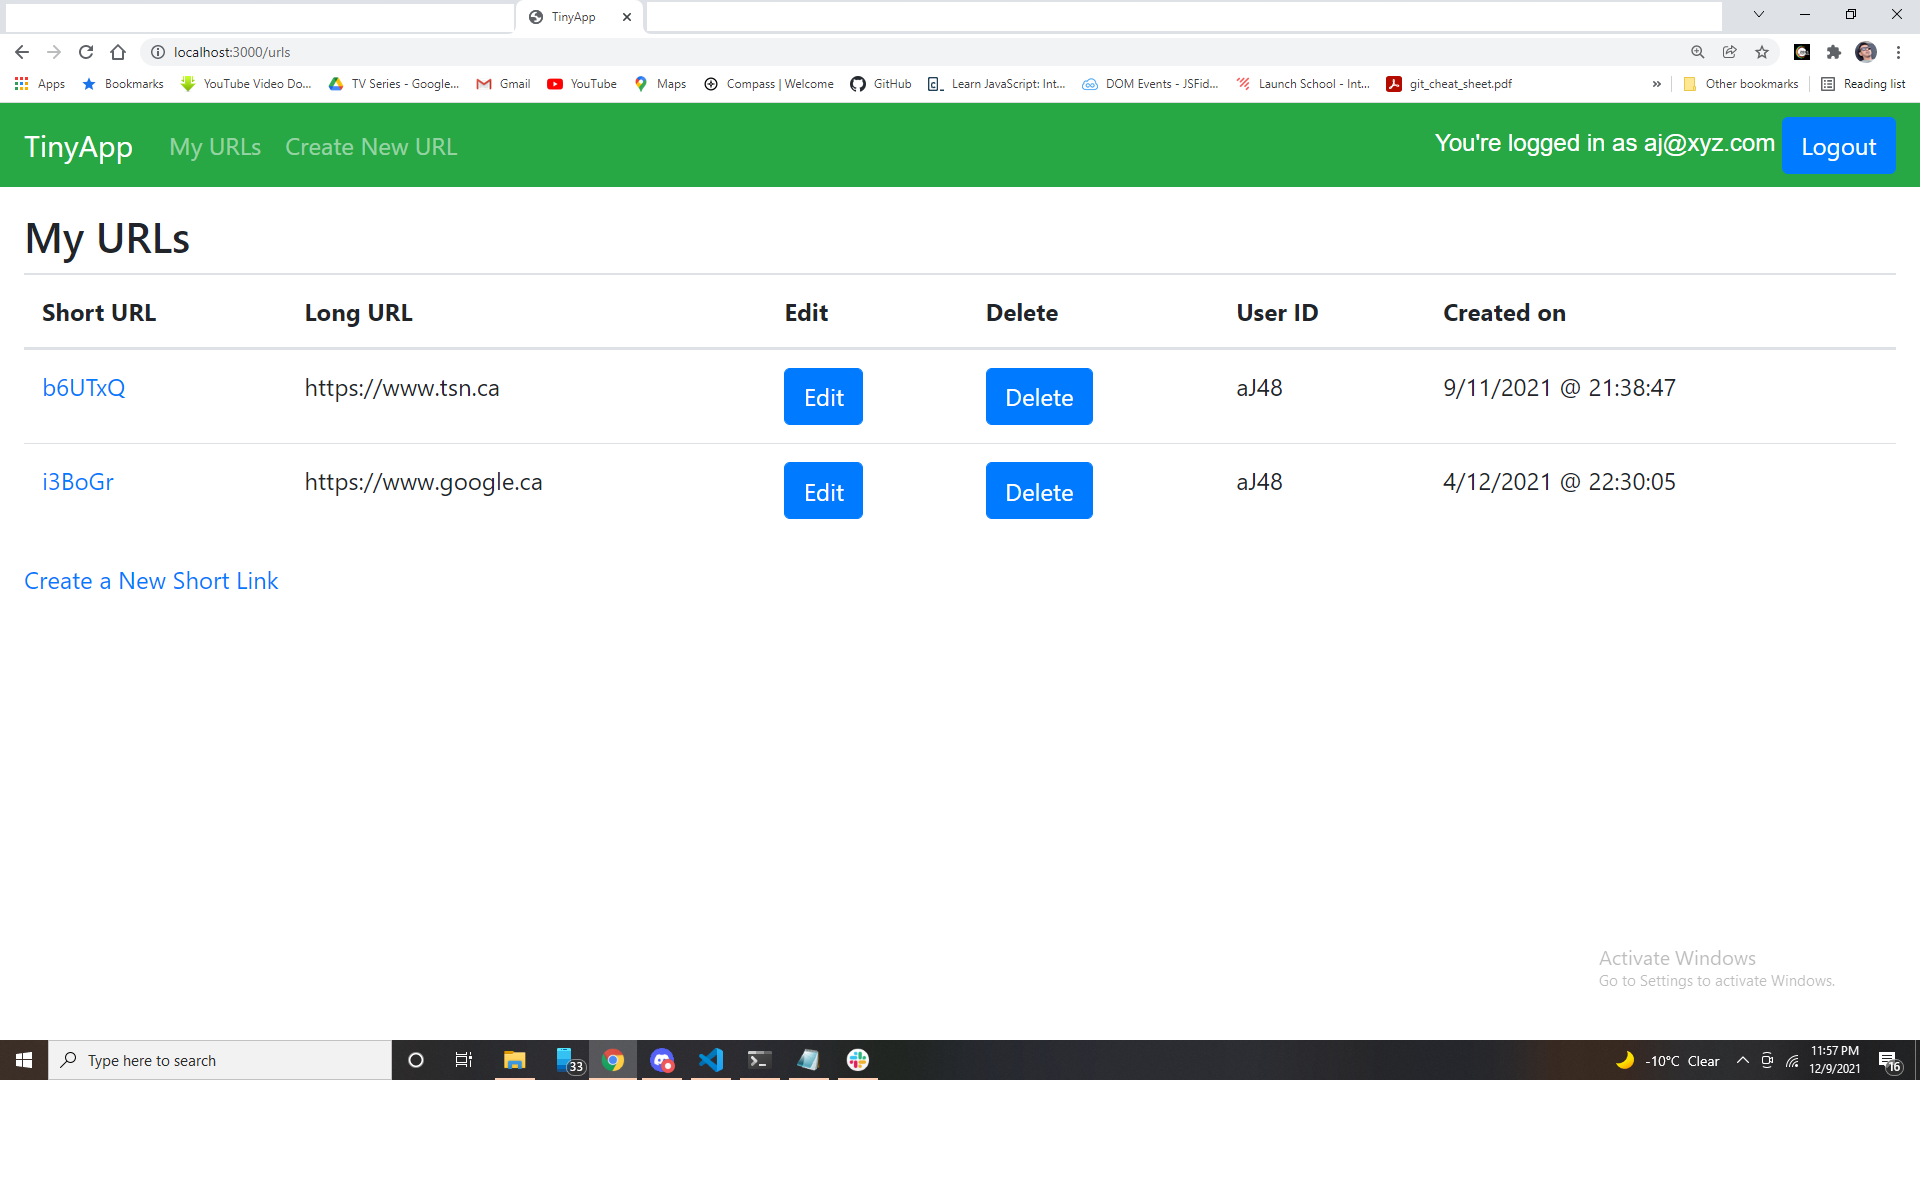 TinyApp
localhost:3000/urls
Apps Bookmarks YouTube Video Do... TV Series - Google... Gmail YouTube Maps Compass | Welcome GitHub Learn JavaScript: Int... DOM Events - JSFid... Launch School - Int... git_cheat_sheet.pdf » Other bookmarks Reading list
TinyApp My URLs Create New URL You're logged in as aj@xyz.com Logout
My URLs
Short URL Long URL Edit Delete User ID Created on
b6UTxQ https://www.tsn.ca Edit Delete aJ48 9/11/2021 @ 21:38:47
i3BoGr https://www.google.ca Edit Delete aJ48 4/12/2021 @ 22:30:05
Create a New Short Link
Activate Windows
Go to Settings to activate Windows.
Type here to search 33 -10°C Clear 11:57 PM
12/9/2021 16